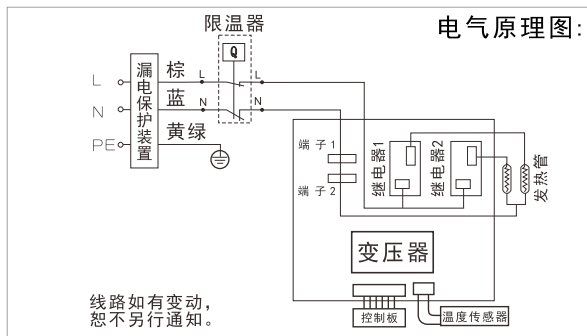 电气原理图:
限温器
Q
L
棕
L
L
N
蓝
N
N
PE
黄绿
漏电保护装置
端子1
端子2
继电器1
继电器2
发热管
变压器
控制板
温度传感器
线路如有变动，
恕不另行通知。